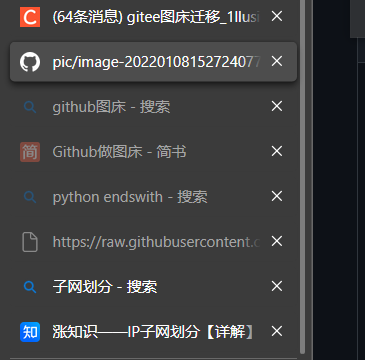 (64条消息) gitee图床迁移_1llusi
pic/image-20220108152724077
github图床 - 搜索
简 Github做图床 - 简书
python endswith - 搜索
https://raw.githubusercontent.c
子网划分 - 搜索
知 涨知识——IP子网划分【详解】